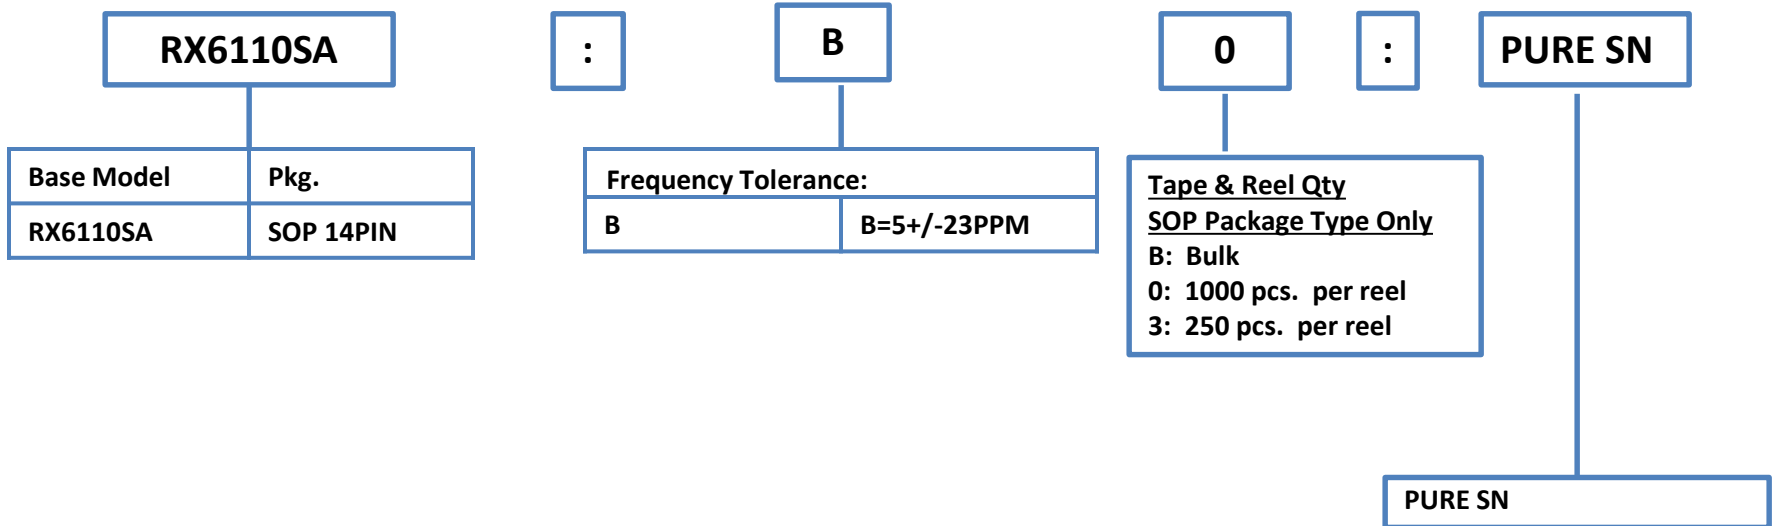 RX6110SA : B 0 : PURE SN
Base Model Pkg.
RX6110SA SOP 14PIN
Frequency Tolerance:
B B=5+/-23PPM
Tape & Reel Qty
SOP Package Type Only
B: Bulk
0: 1000 pcs. per reel
3: 250 pcs. per reel
PURE SN